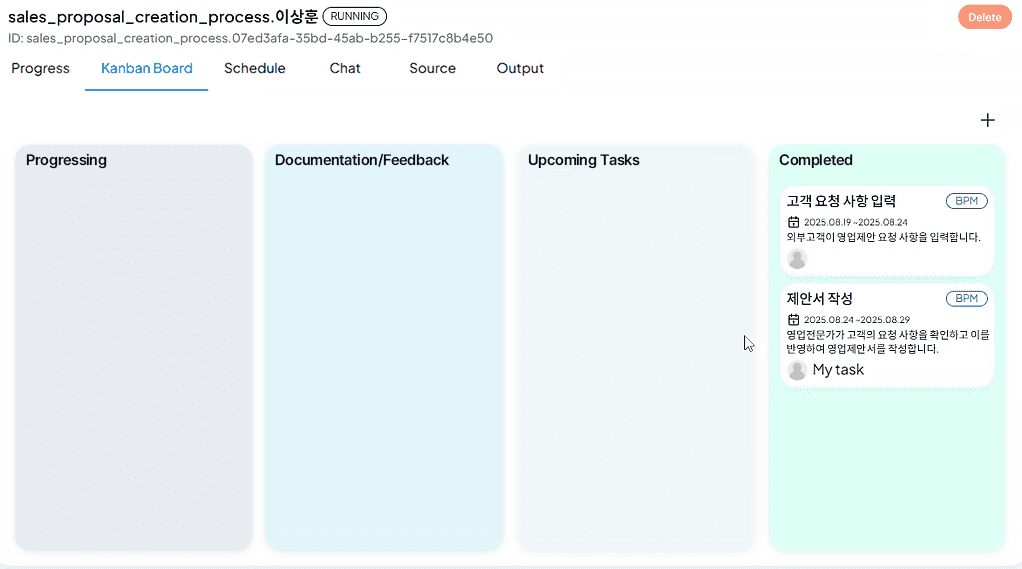 sales_proposal_creation_process.이상훈 RUNNING
Delete
ID: sales_proposal_creation_process.07ed3afa-35bd-45ab-b255-f7517c8b4e50
Progress Kanban Board Schedule Chat Source Output
+
Progressing
Documentation/Feedback
Upcoming Tasks
Completed
고객 요청 사항 입력 BPM
2025.08.19 ~2025.08.24
외부고객이 영업제안 요청 사항을 입력합니다.
제안서 작성 BPM
2025.08.24 ~2025.08.29
영업전문가가 고객의 요청 사항을 확인하고 이를
반영하여 영업제안서를 작성합니다.
My task